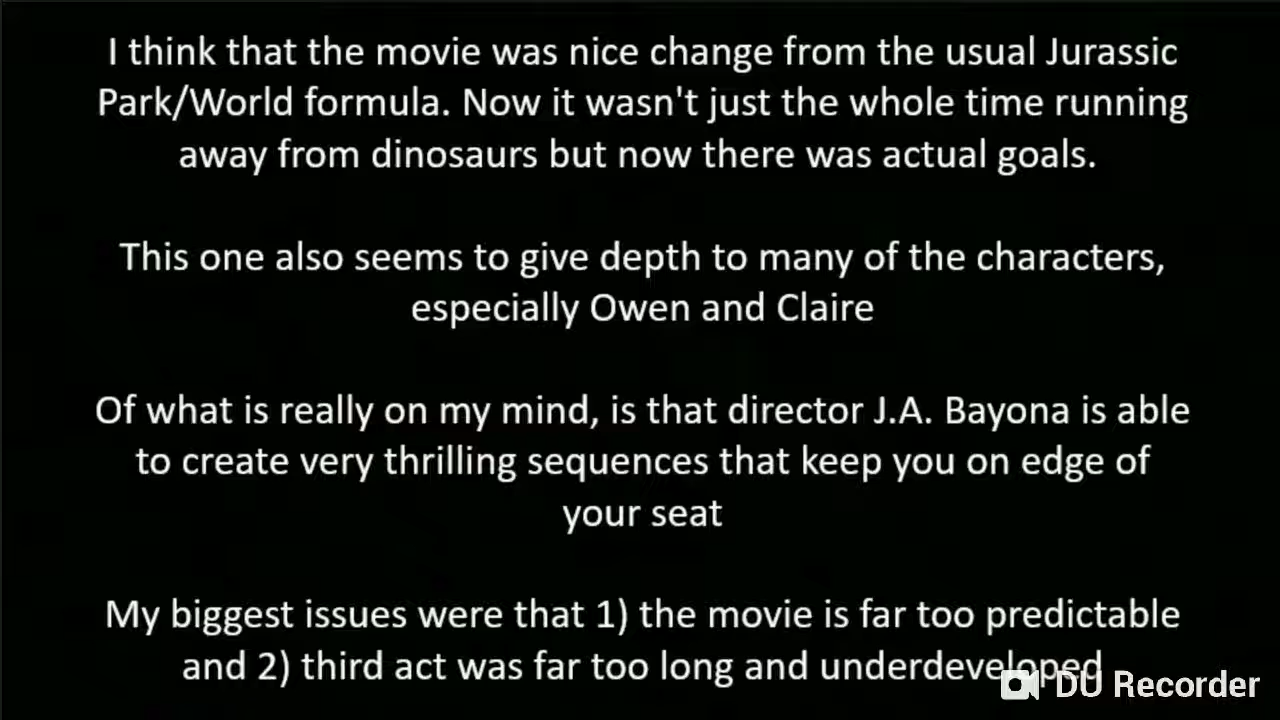 I think that the movie was nice change from the usual Jurassic
Park/World formula. Now it wasn't just the whole time running
away from dinosaurs but now there was actual goals.
This one also seems to give depth to many of the characters,
especially Owen and Claire
Of what is really on my mind, is that director J.A. Bayona is able
to create very thrilling sequences that keep you on edge of
your seat
My biggest issues were that 1) the movie is far too predictable
and 2) third act was far too long and underdeveloped
DU Recorder